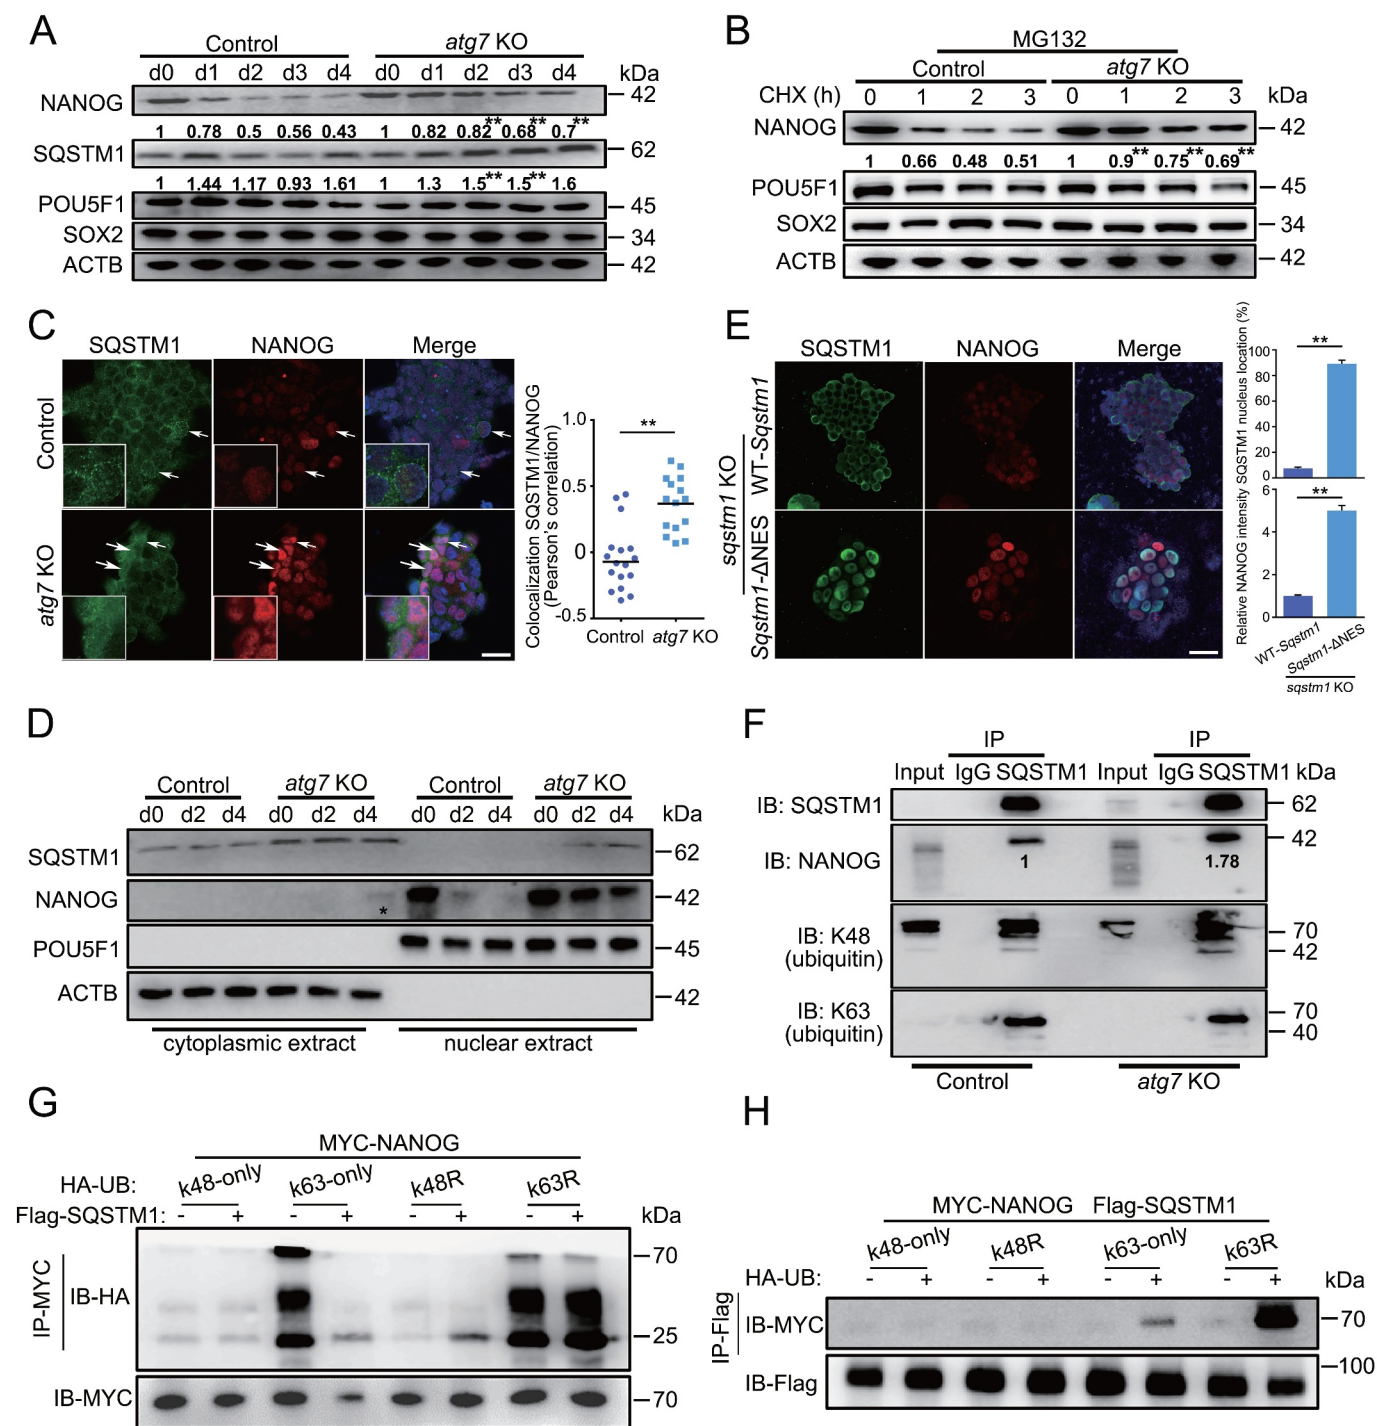 A
Control
atg7 KO
d0 d1 d2 d3 d4 d0 d1 d2 d3 d4 kDa
NANOG 42
1 0.78 0.5 0.56 0.43 1 0.82 0.82** 0.68** 0.7**
SQSTM1 62
1 1.44 1.17 0.93 1.61 1 1.3 1.5** 1.5** 1.6
POU5F1 45
SOX2 34
ACTB 42
B
MG132
Control atg7 KO
CHX (h) 0 1 2 3 0 1 2 3 kDa
NANOG 42
1 0.66 0.48 0.51 1 0.9** 0.75** 0.69**
POU5F1 45
SOX2 34
ACTB 42
C
SQSTM1 NANOG Merge
Control
atg7 KO
Colocalization SQSTM1/NANOG
(Pearson's correlation)
1.0
0.5
0
-0.5
**
Control atg7 KO
E
SQSTM1 NANOG Merge
sqstm1 KO
WT-Sqstm1
Sqstm1-ΔNES
SQSTM1 nucleus location (%)
100
80
60
40
20
0
**
Relative NANOG intensity
6
4
2
0
**
WT-Sqstm1
Sqstm1-ΔNES
sqstm1 KO
D
Control atg7 KO Control atg7 KO
d0 d2 d4 d0 d2 d4 d0 d2 d4 d0 d2 d4 kDa
SQSTM1 62
NANOG * 42
POU5F1 45
ACTB 42
cytoplasmic extract nuclear extract
F
IP IP
Input IgG SQSTM1 Input IgG SQSTM1 kDa
IB: SQSTM1 62
IB: NANOG 42
1 1.78
IB: K48
(ubiquitin)
70
42
IB: K63
(ubiquitin)
70
40
Control atg7 KO
G
MYC-NANOG
HA-UB: k48-only k63-only k48R k63R
Flag-SQSTM1: - + - + - + - + kDa
IP-MYC
IB-HA
70
25
IB-MYC 70
H
MYC-NANOG Flag-SQSTM1
k48-only k48R k63-only k63R
HA-UB: - + - + - + - + kDa
IP-Flag
IB-MYC 70
IB-Flag 100